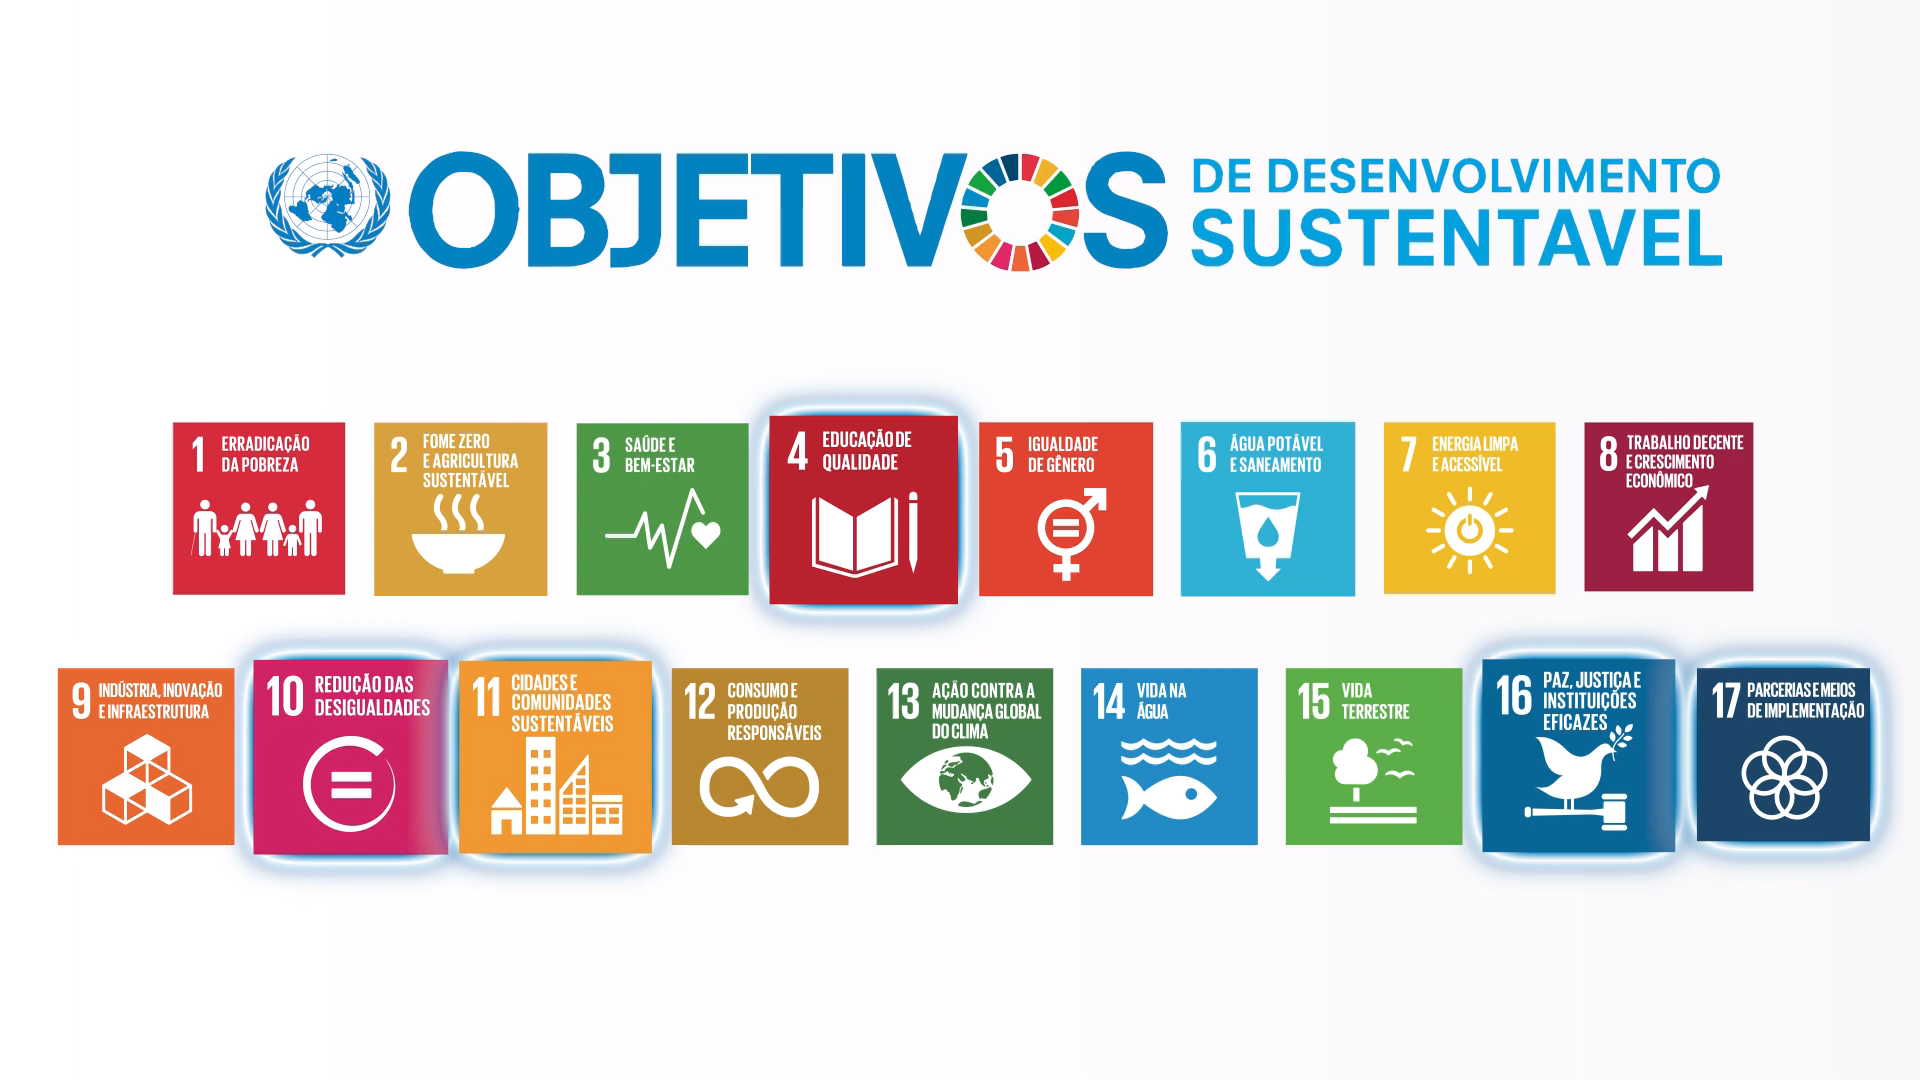 OBJETIVOS
DE DESENVOLVIMENTO
SUSTENTAVEL
1 ERRADICAÇÃO
DA POBREZA
2 FOME ZERO
E AGRICULTURA
SUSTENTÁVEL
3 SAÚDE E
BEM-ESTAR
4 EDUCAÇÃO DE
QUALIDADE
5 IGUALDADE
DE GÊNERO
6 ÁGUA POTÁVEL
E SANEAMENTO
7 ENERGIA LIMPA
E ACESSÍVEL
8 TRABALHO DECENTE
E CRESCIMENTO
ECONÔMICO
9 INDÚSTRIA, INOVAÇÃO
E INFRAESTRUTURA
10 REDUÇÃO DAS
DESIGUALDADES
11 CIDADES E
COMUNIDADES
SUSTENTÁVEIS
12 CONSUMO E
PRODUÇÃO
RESPONSÁVEIS
13 AÇÃO CONTRA A
MUDANÇA GLOBAL
DO CLIMA
14 VIDA NA
ÁGUA
15 VIDA
TERRESTRE
16 PAZ, JUSTIÇA E
INSTITUIÇÕES
EFICAZES
17 PARCERIAS E MEIOS
DE IMPLEMENTAÇÃO